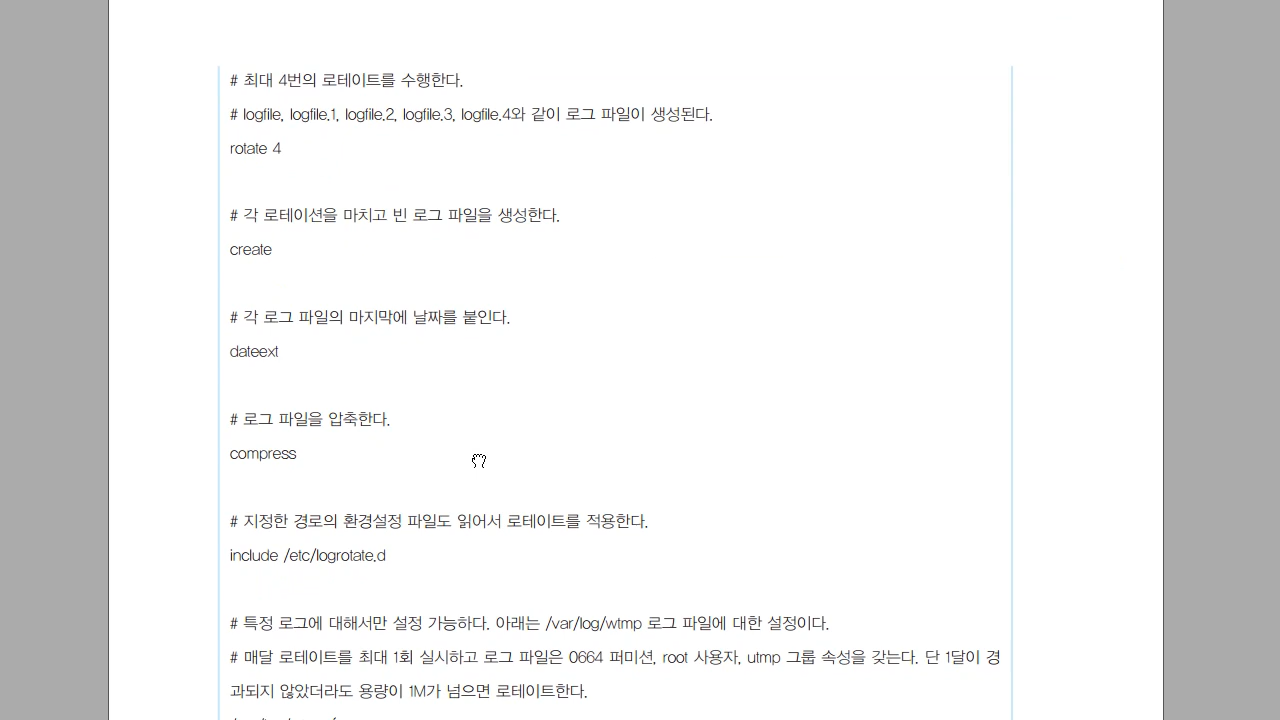 # 최대 4번의 로테이트를 수행한다.
# logfile, logfile.1, logfile.2, logfile.3, logfile.4와 같이 로그 파일이 생성된다.
rotate 4
# 각 로테이션을 마치고 빈 로그 파일을 생성한다.
create
# 각 로그 파일의 마지막에 날짜를 붙인다.
dateext
# 로그 파일을 압축한다.
compress
# 지정한 경로의 환경설정 파일도 읽어서 로테이트를 적용한다.
include /etc/logrotate.d
# 특정 로그에 대해서만 설정 가능하다. 아래는 /var/log/wtmp 로그 파일에 대한 설정이다.
# 매달 로테이트를 최대 1회 실시하고 로그 파일은 0664 퍼미션, root 사용자, utmp 그룹 속성을 갖는다. 단 1달이 경
과되지 않았더라도 용량이 1M가 넘으면 로테이트한다.